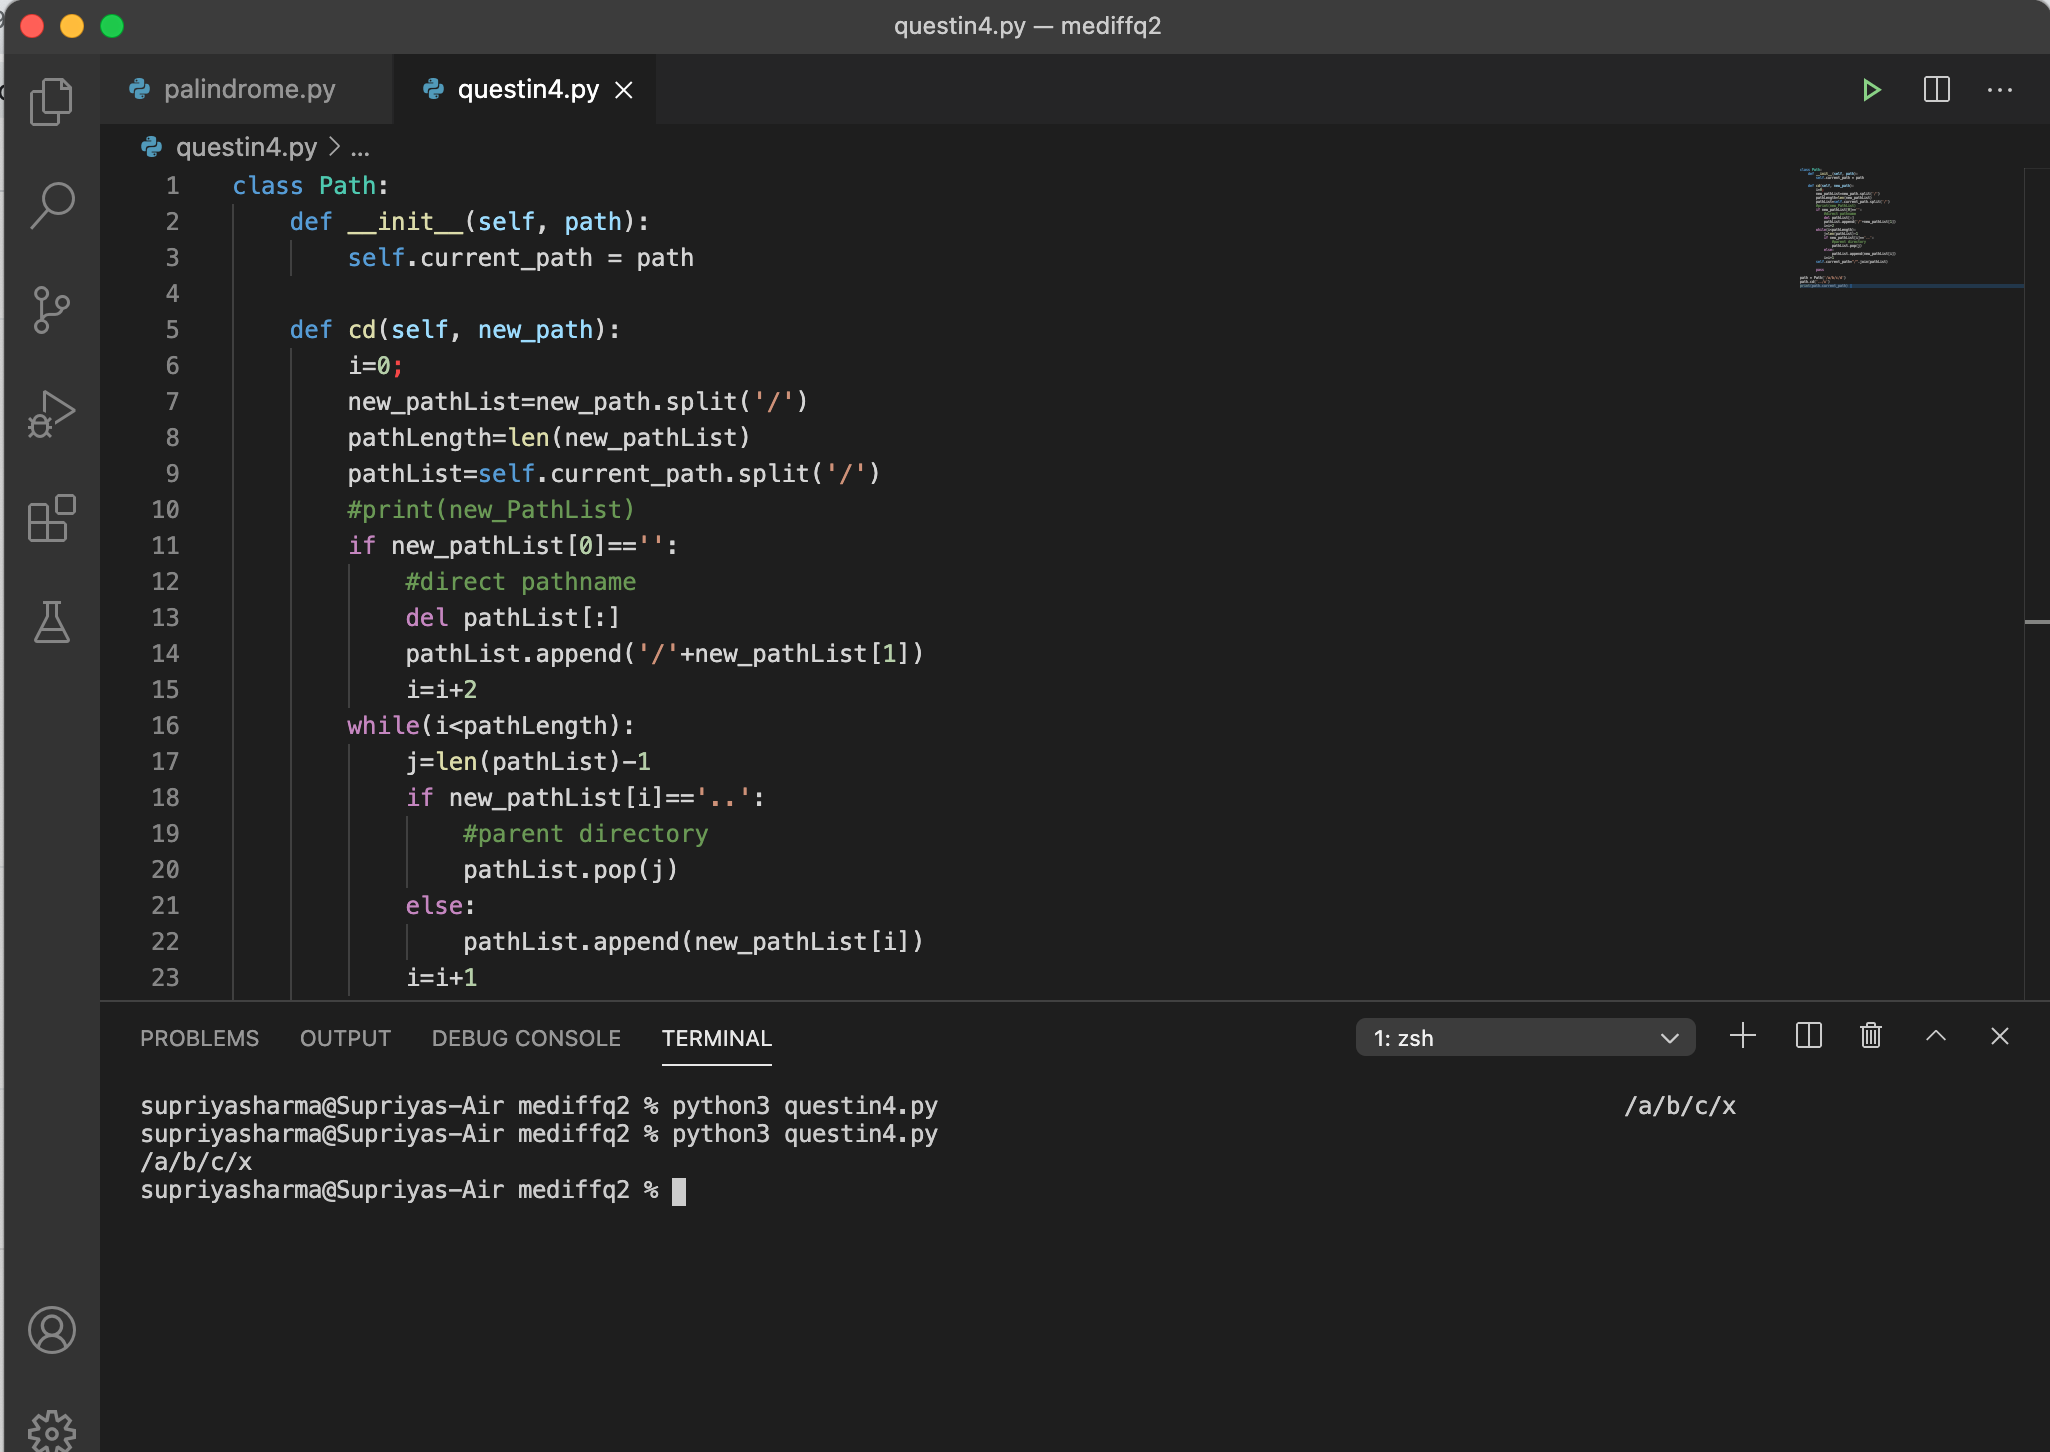 questin4.py — mediffq2
palindrome.py
questin4.py
questin4.py > ...
1 class Path:
2 def __init__(self, path):
3 self.current_path = path
4
5 def cd(self, new_path):
6 i=0;
7 new_pathList=new_path.split('/')
8 pathLength=len(new_pathList)
9 pathList=self.current_path.split('/')
10 #print(new_PathList)
11 if new_pathList[0]=='':
12 #direct pathname
13 del pathList[:]
14 pathList.append('/'+new_pathList[1])
15 i=i+2
16 while(i<pathLength):
17 j=len(pathList)-1
18 if new_pathList[i]=='..':
19 #parent directory
20 pathList.pop(j)
21 else:
22 pathList.append(new_pathList[i])
23 i=i+1
PROBLEMS OUTPUT DEBUG CONSOLE TERMINAL 1: zsh
supriyasharma@Supriyas-Air mediffq2 % python3 questin4.py /a/b/c/x
supriyasharma@Supriyas-Air mediffq2 % python3 questin4.py
/a/b/c/x
supriyasharma@Supriyas-Air mediffq2 %